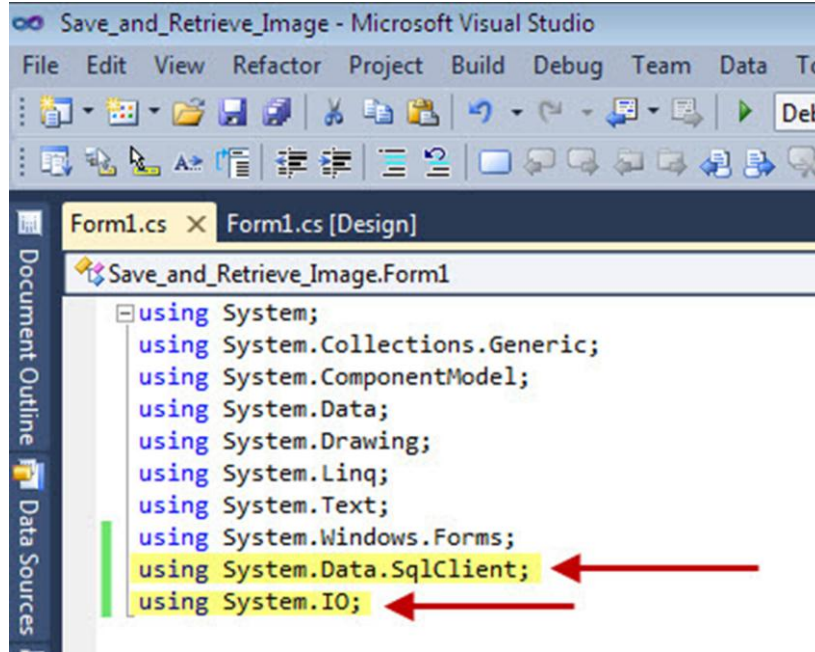 Save_and_Retrieve_Image - Microsoft Visual Studio
File Edit View Refactor Project Build Debug Team Data
Form1.cs Form1.cs [Design]
Save_and_Retrieve_Image.Form1
using System;
using System.Collections.Generic;
using System.ComponentModel;
using System.Data;
using System.Drawing;
using System.Linq;
using System.Text;
using System.Windows.Forms;
using System.Data.SqlClient;
using System.IO;
Document Outline
Data Sources